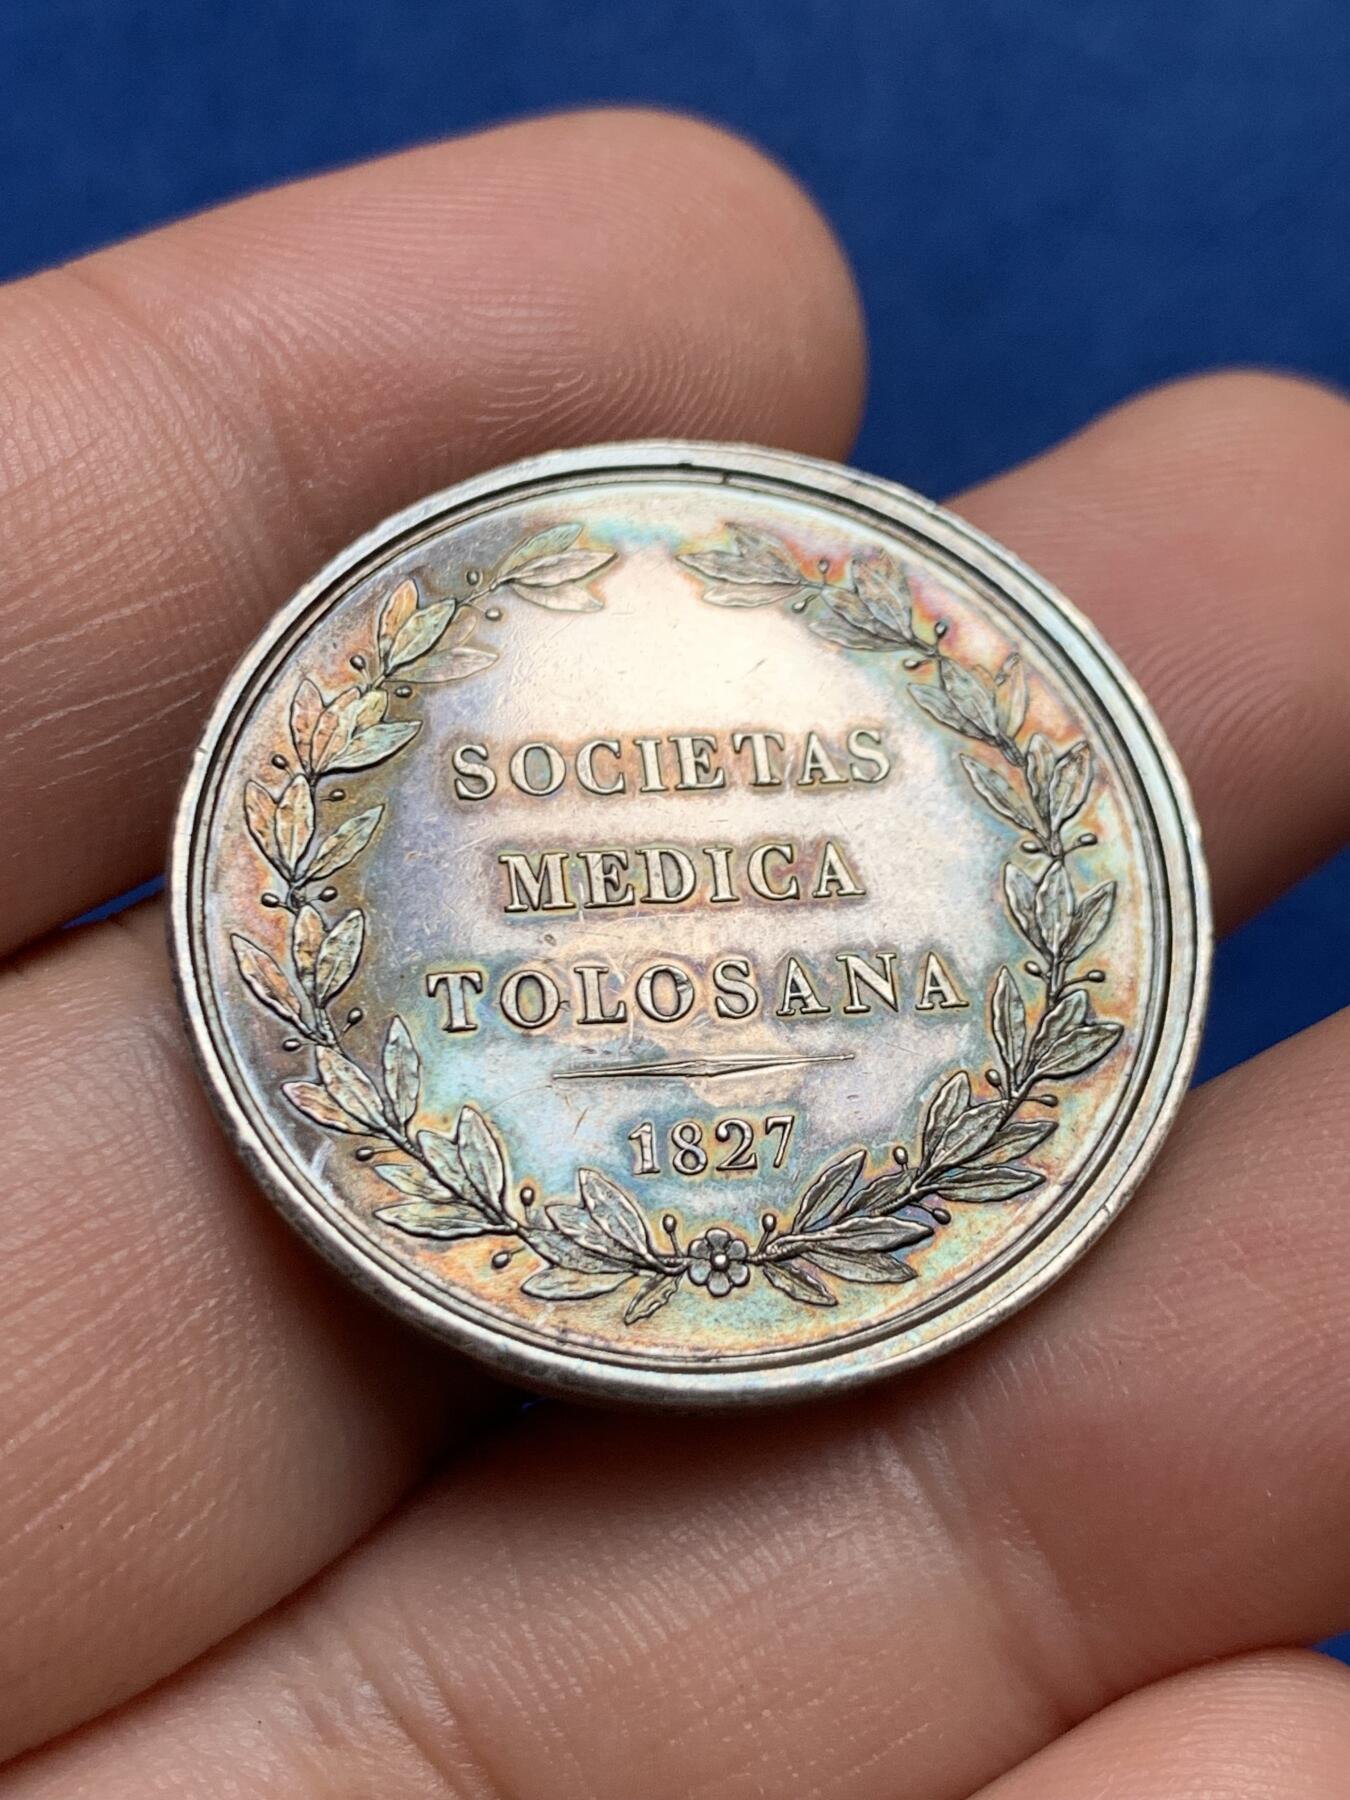 SOCIETAS
MEDICA
TOLOSANA
1827